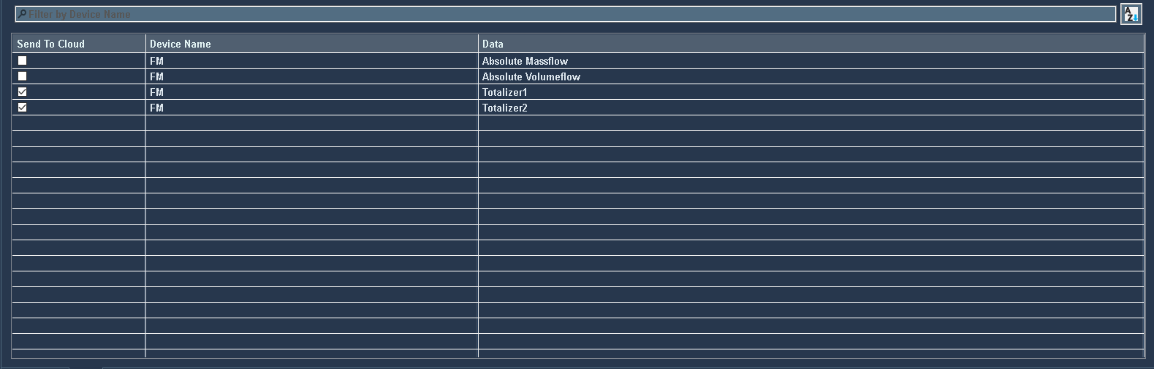 Filter by Device Name
A
Z
Send To Cloud Device Name Data
FM Absolute Massflow
FM Absolute Volumeflow
FM Totalizer1
FM Totalizer2